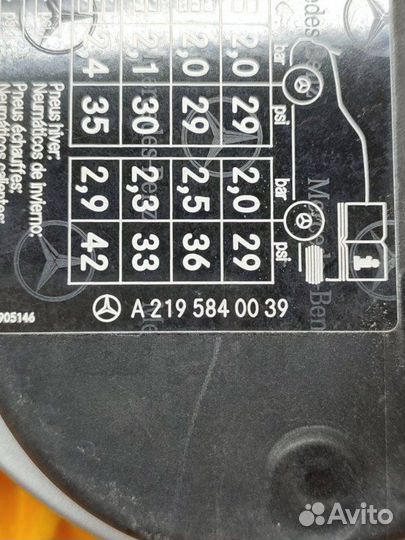 bar psi bar psi
2,0 29 2,0 29
2,0 29 2,5 36
2,1 30 2,3 33
2,4 35 2,9 42
Pneus hiver:
Neumáticos de invierno:
Pneus échauffés:
Neumáticos calientes:
905146
A 219 584 00 39
Avito